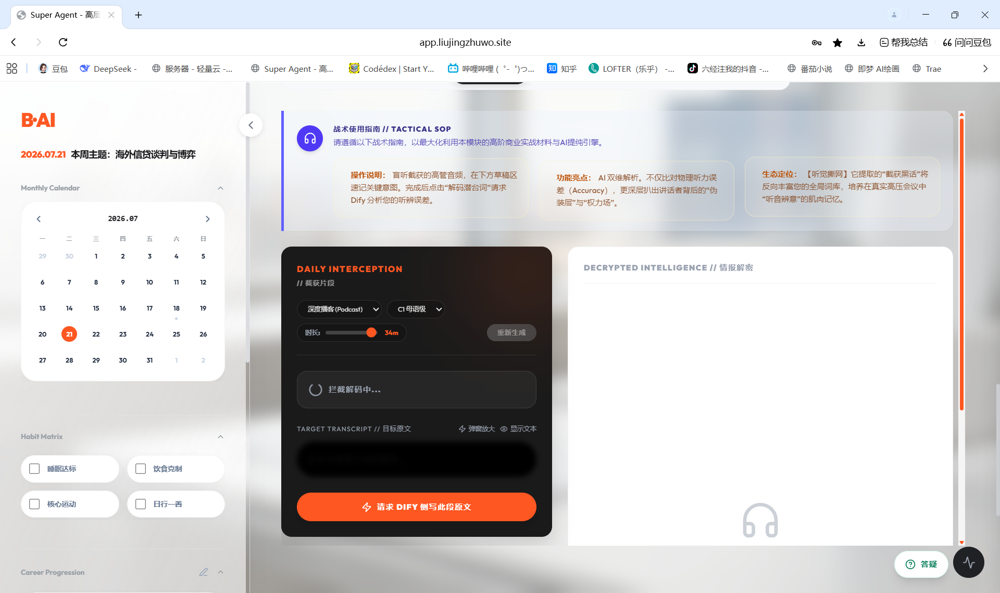 Super Agent - 高层
app.liujingzhuwo.site
帮我总结
问问豆包
豆包
DeepSeek -
服务器 - 轻量云 -...
Super Agent - 高...
Codédex | Start Y...
哔哩哔哩 ( ゜- ゜)つ...
知乎
LOFTER（乐乎） -...
六经注我的抖音 -...
番茄小说
即梦 AI绘画
Trae
B·AI
2026.07.21 本周主题：海外信贷谈判与博弈
Monthly Calendar
2026.07
一 二 三 四 五 六 日
29 30 1 2 3 4 5
6 7 8 9 10 11 12
13 14 15 16 17 18 19
20 21 22 23 24 25 26
27 28 29 30 31 1 2
Habit Matrix
睡眠达标
饮食克制
核心运动
日行一善
Career Progression
战术使用指南 // TACTICAL SOP
请遵循以下战术指南，以最大化利用本模块的高阶商业实战材料与AI提纯引擎。
操作说明： 盲听截获的高管音频，在下方草稿区
速记关键意图。完成后点击“解码潜台词”请求
Dify 分析您的听辨误差。
功能亮点： AI 双维解析。不仅比对物理听力误
差（Accuracy），更深层扒出讲话者背后的“伪
装层”与“权力场”。
生态定位： 【听觉撕网】它提取的“截获黑话”将
反向丰富您的全局词库，培养在真实高压会议中
“听音辨意”的肌肉记忆。
DAILY INTERCEPTION
// 截获片段
深度播客 (Podcast)
C1 母语级
时长: 34m
重新生成
拦截解码中...
TARGET TRANSCRIPT // 目标原文
弹窗放大
显示文本
请求 DIFY 侧写此段原文
DECRYPTED INTELLIGENCE // 情报解密
答疑